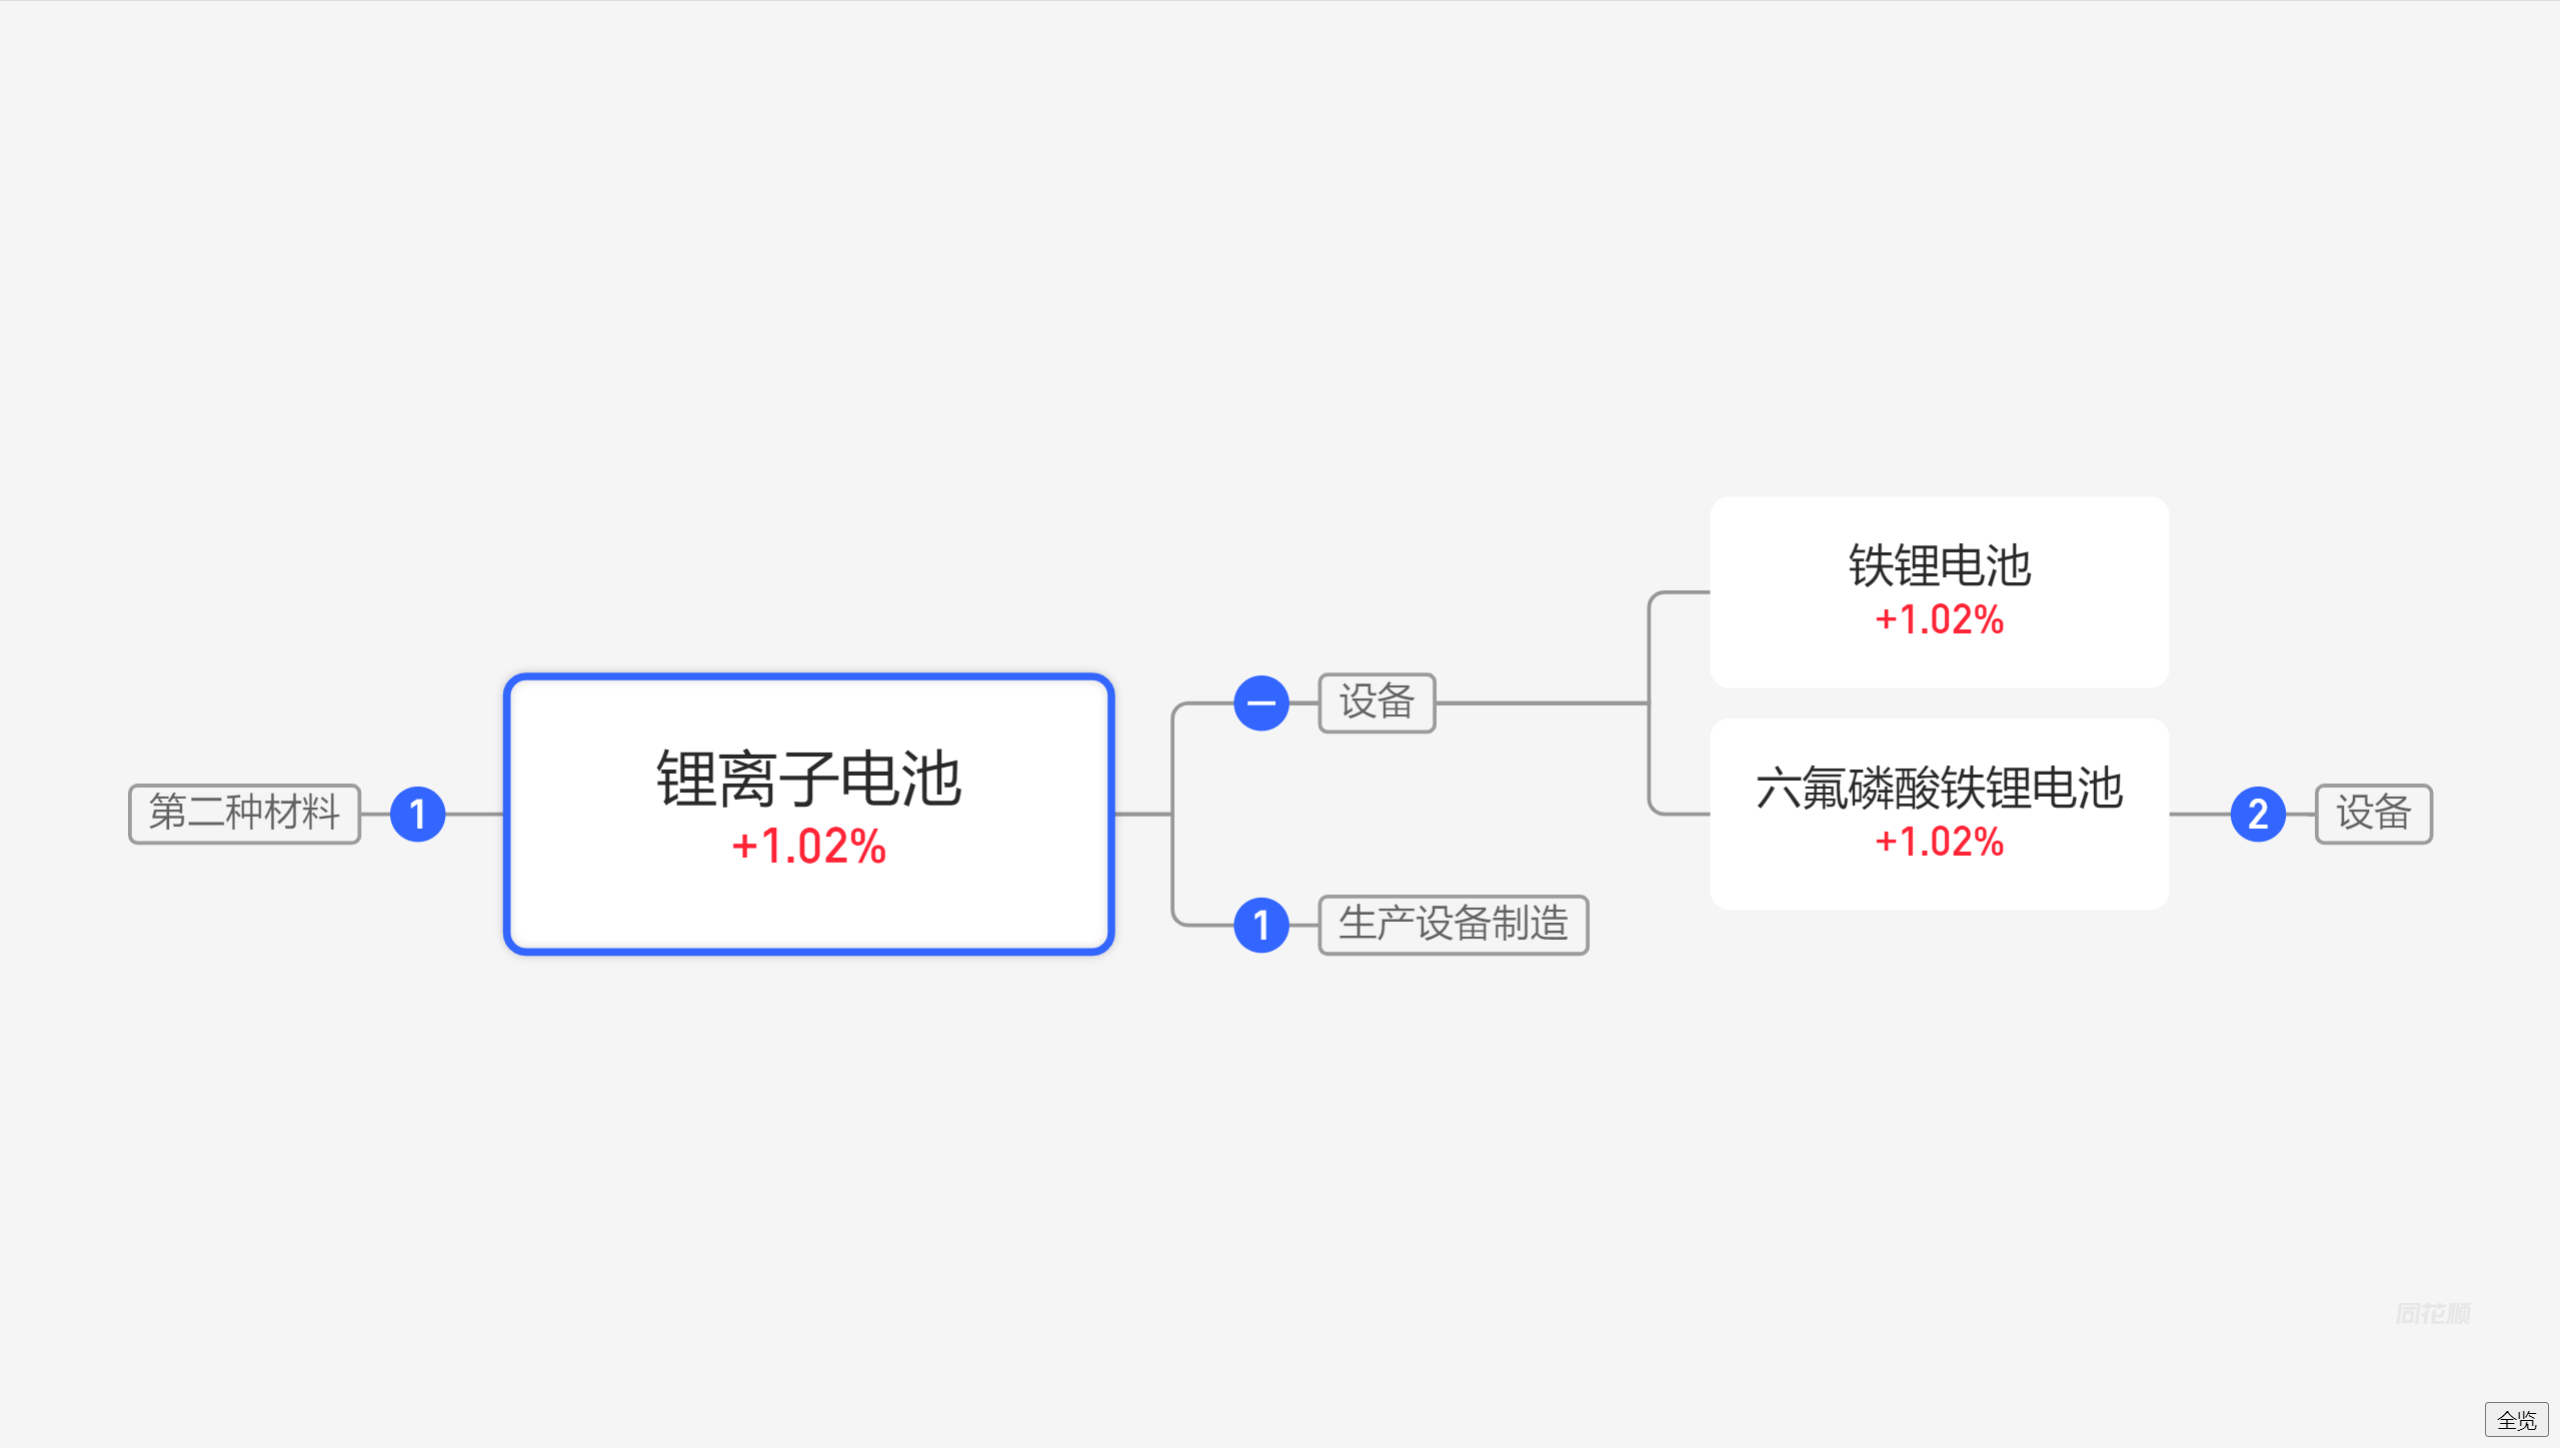 第二种材料
1
锂离子电池
+1.02%
设备
1
生产设备制造
铁锂电池
+1.02%
六氟磷酸铁锂电池
+1.02%
2
设备
同花顺
全览